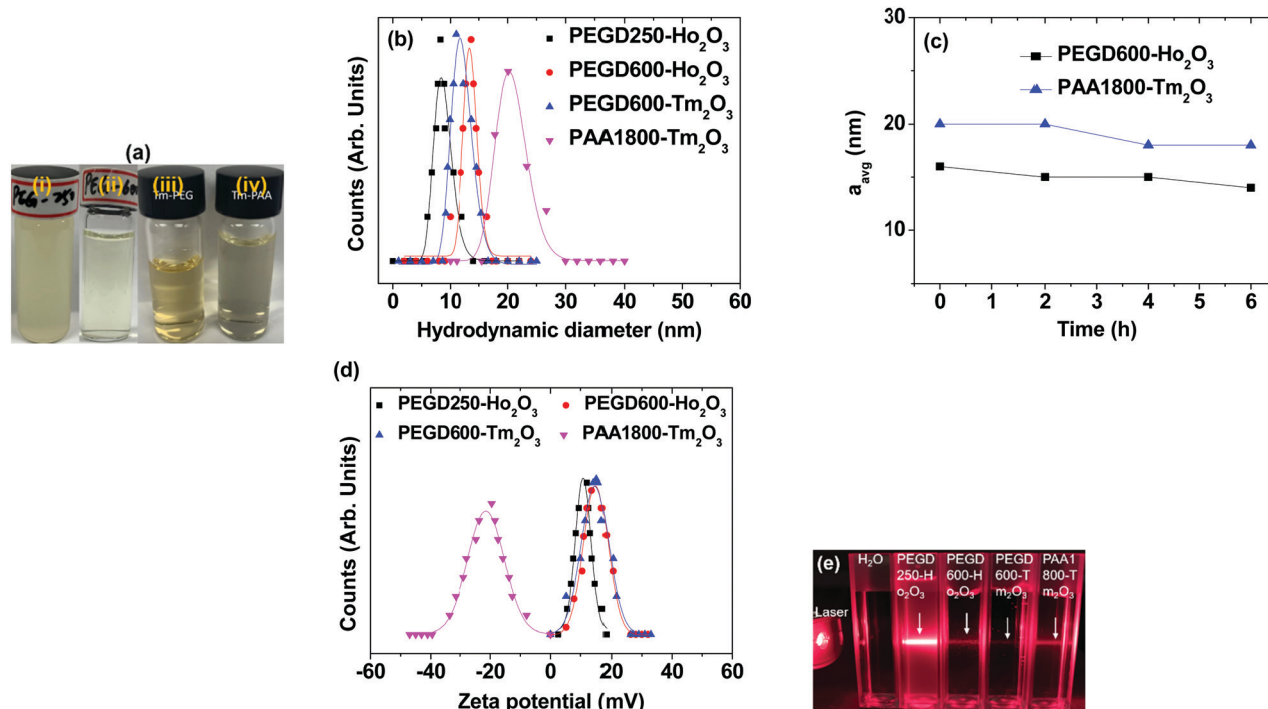 (a)
(i) (ii) (iii) (iv)
PEG-250
Tm-PEG
Tm-PAA
(b)
PEGD250-Ho₂O₃
PEGD600-Ho₂O₃
PEGD600-Tm₂O₃
PAA1800-Tm₂O₃
Counts (Arb. Units)
0 10 20 30 40 50 60
Hydrodynamic diameter (nm)
(c)
PEGD600-Ho₂O₃
PAA1800-Tm₂O₃
a avg (nm)
30
20
10
0 1 2 3 4 5 6
Time (h)
(d)
PEGD250-Ho₂O₃ PEGD600-Ho₂O₃
PEGD600-Tm₂O₃ PAA1800-Tm₂O₃
Counts (Arb. Units)
-60 -40 -20 0 20 40 60
Zeta potential (mV)
(e)
Laser
H₂O
PEGD
250-H
o₂O₃
PEGD
600-H
o₂O₃
PEGD
600-T
m₂O₃
PAA1
800-T
m₂O₃